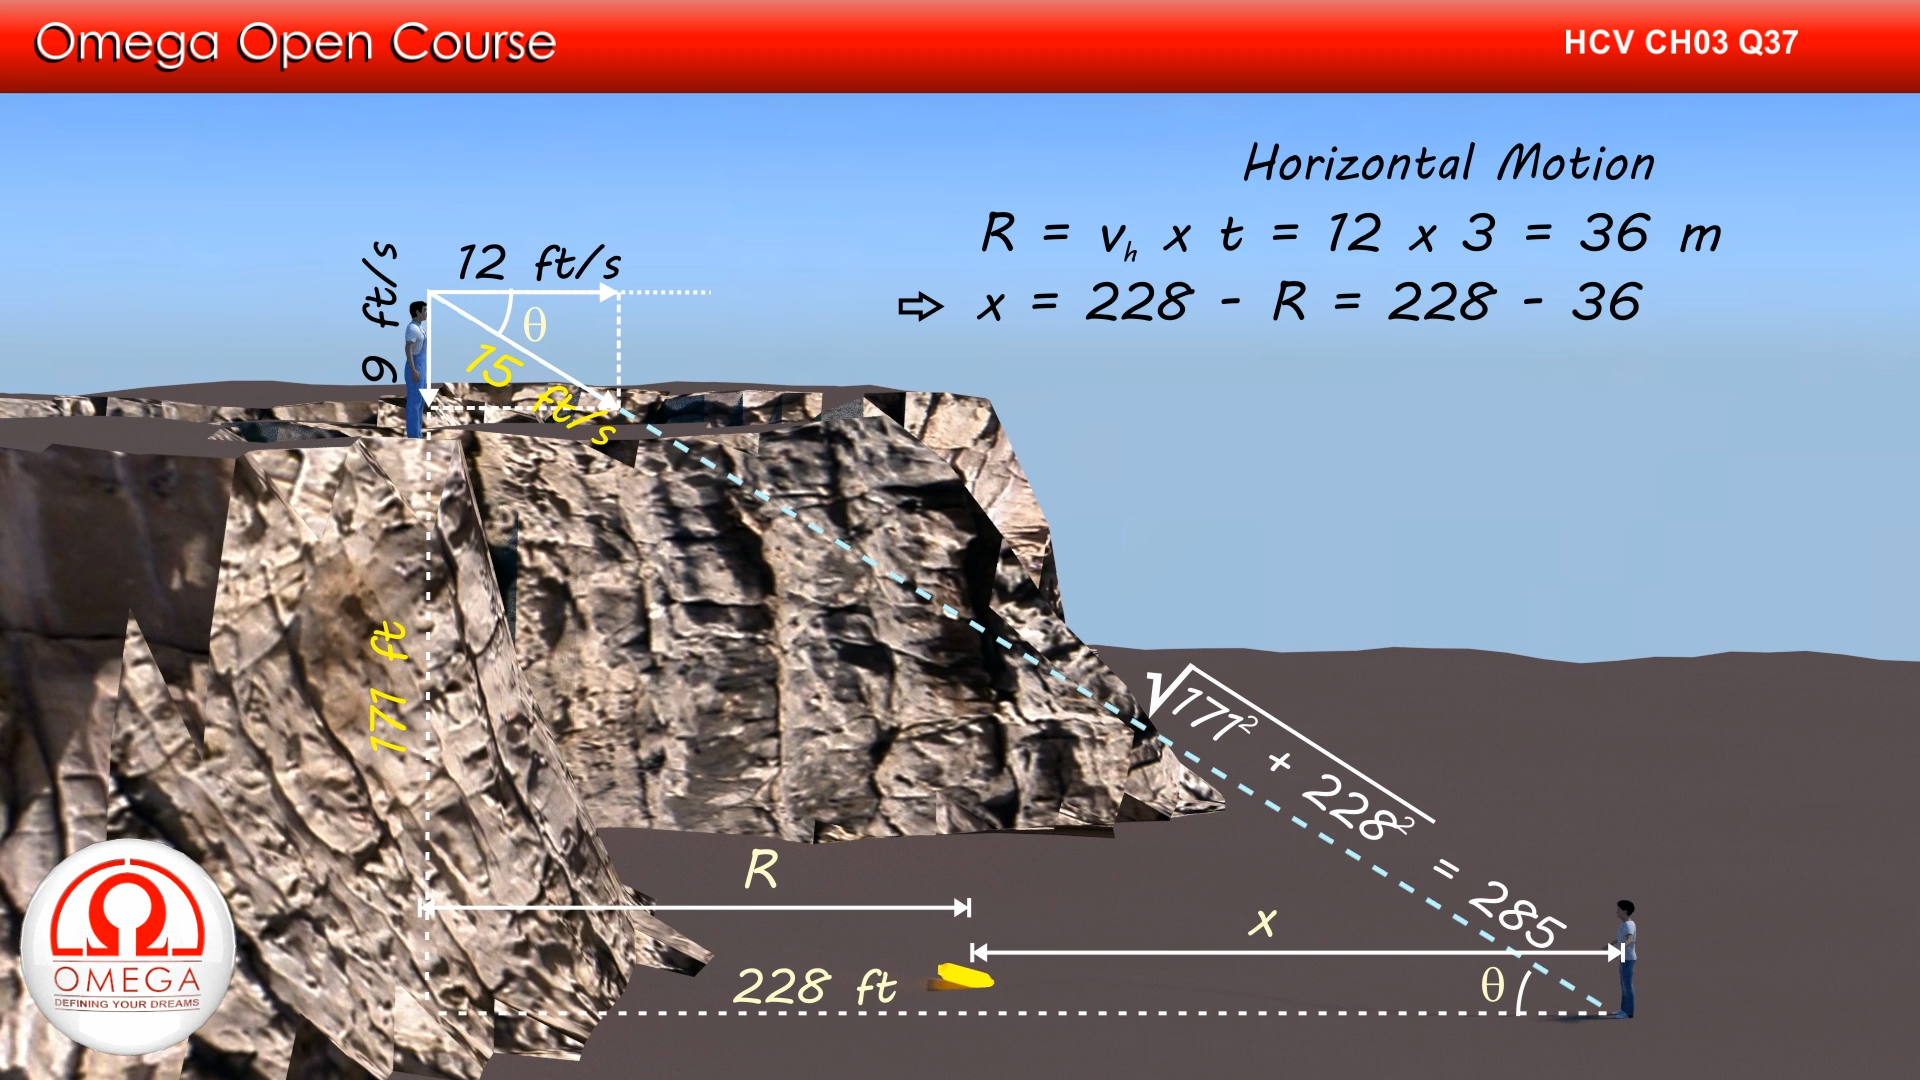 Omega Open Course
HCV CH03 Q37
Horizontal Motion
R = vₕ x t = 12 x 3 = 36 m
⇨ x = 228 - R = 228 - 36
12 ft/s
9 ft/s
θ
15 ft/s
171 ft
√171² + 228² = 285
R
x
228 ft
θ
Ω
OMEGA
DEFINING YOUR DREAMS